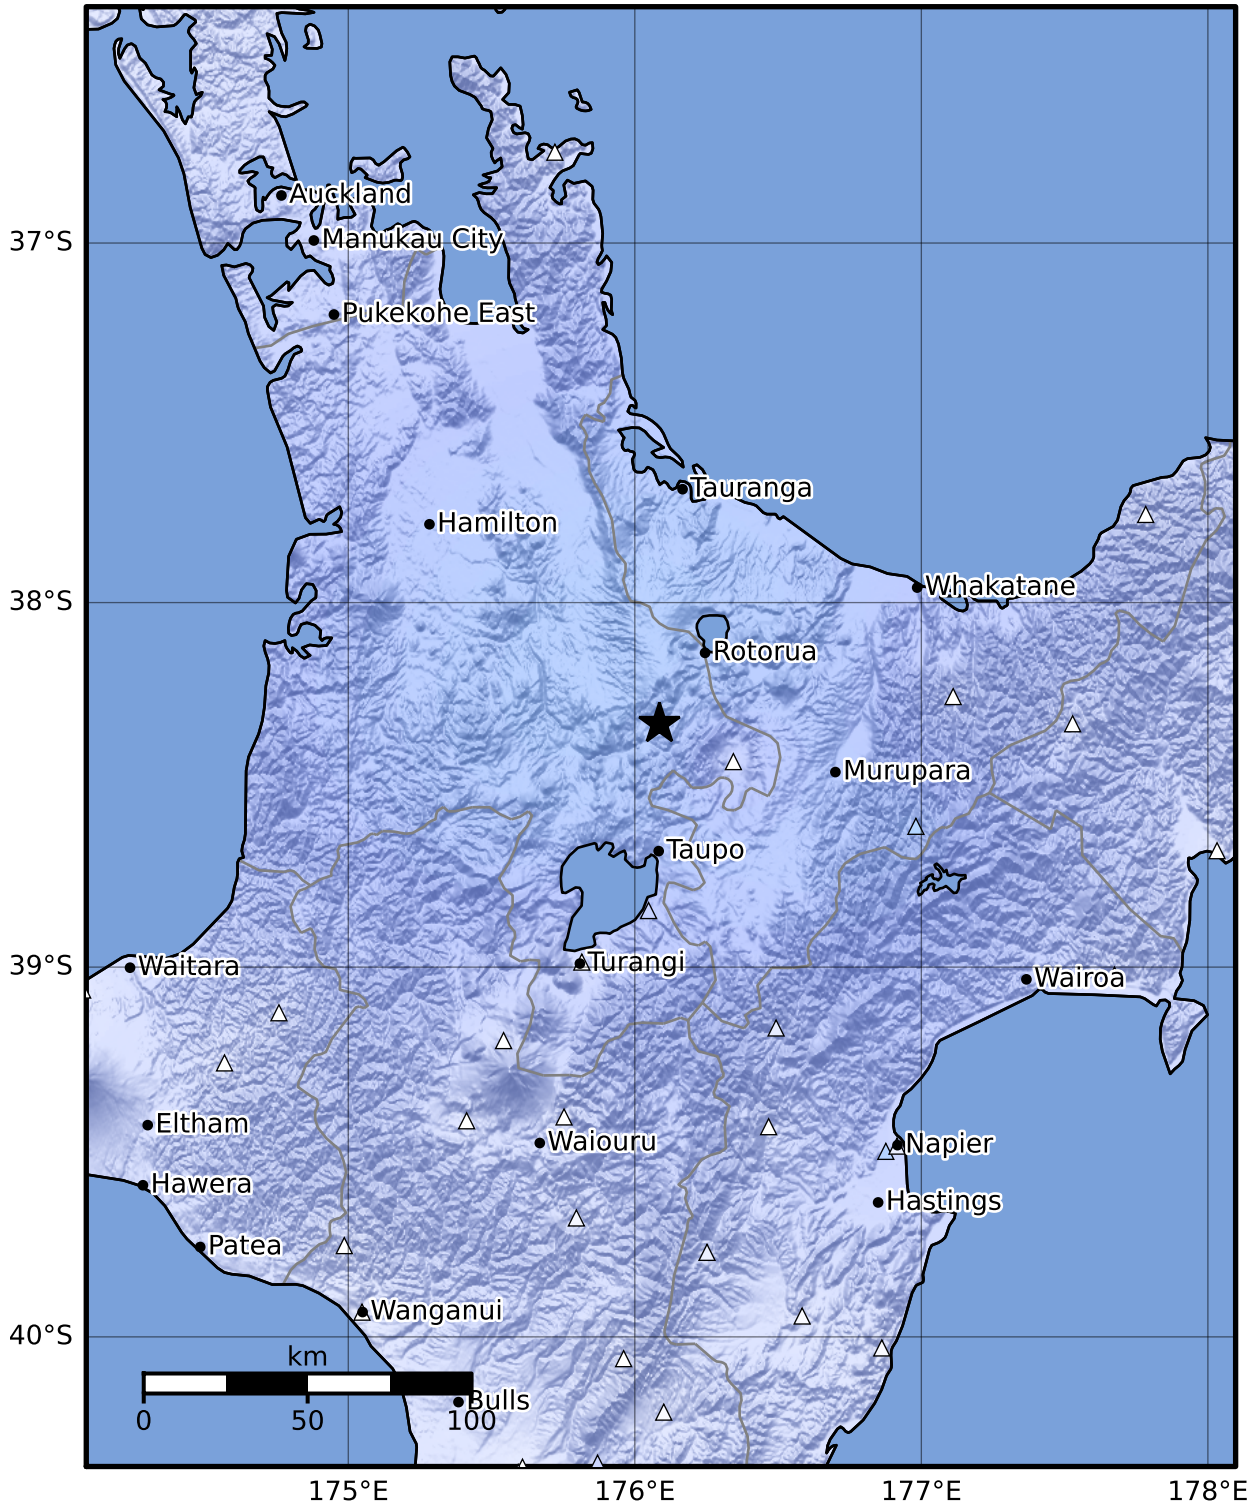 Auckland
37°S
Manukau City
Pukekohe East
Tauranga
Hamilton
Whakatane
38°S
Rotorua
Murupara
Taupo
Turangi
39°S
Waitara
Wairoa
Eltham
Waiouru
Napier
Hawera
Hastings
Patea
Wanganui
40°S
km
Bulls
0 50 100
175°E 176°E 177°E 178°E